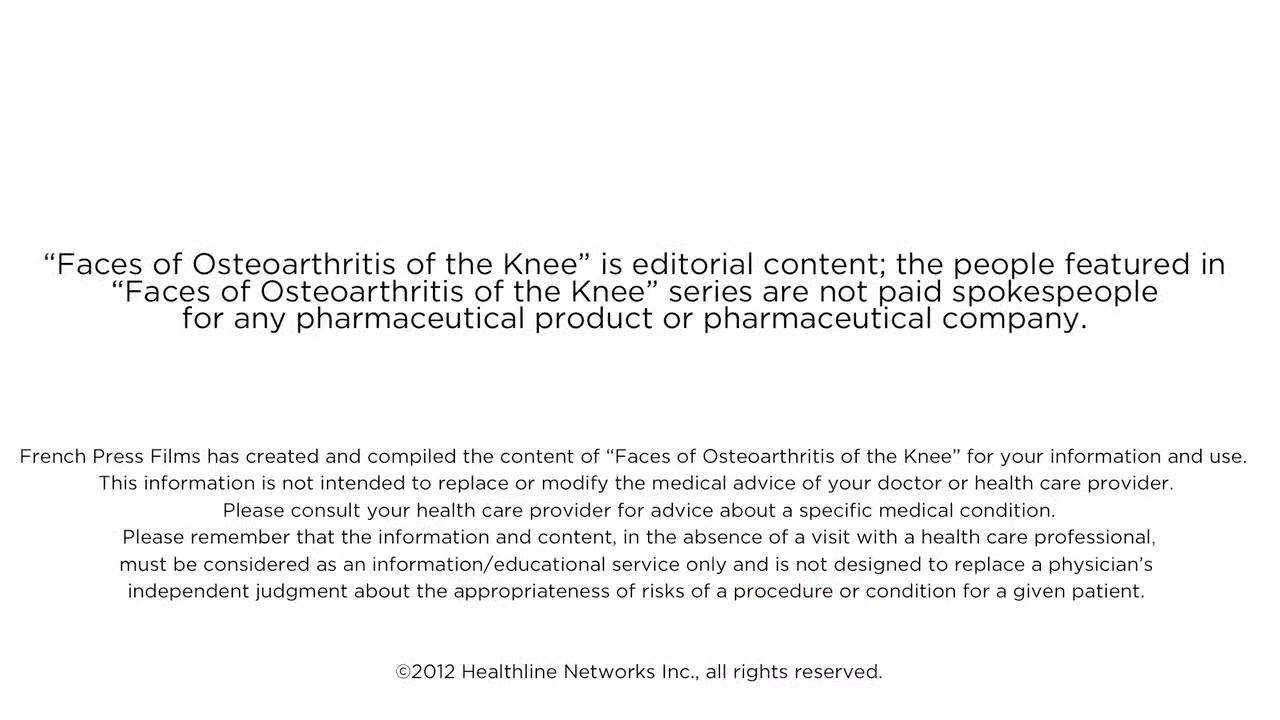 “Faces of Osteoarthritis of the Knee” is editorial content; the people featured in
“Faces of Osteoarthritis of the Knee” series are not paid spokespeople
for any pharmaceutical product or pharmaceutical company.
French Press Films has created and compiled the content of “Faces of Osteoarthritis of the Knee” for your information and use.
This information is not intended to replace or modify the medical advice of your doctor or health care provider.
Please consult your health care provider for advice about a specific medical condition.
Please remember that the information and content, in the absence of a visit with a health care professional,
must be considered as an information/educational service only and is not designed to replace a physician’s
independent judgment about the appropriateness of risks of a procedure or condition for a given patient.
©2012 Healthline Networks Inc., all rights reserved.